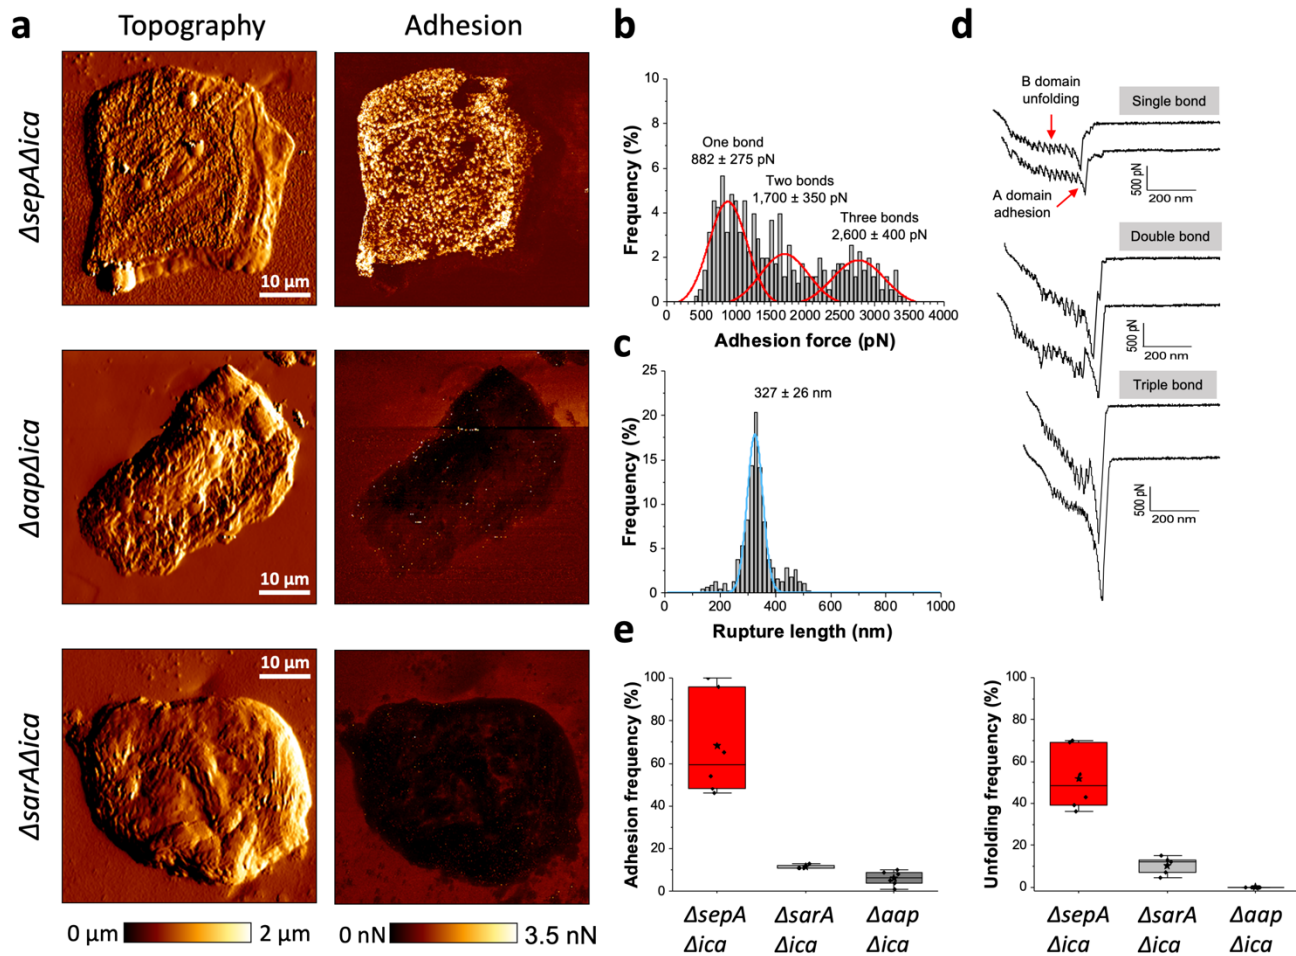 a
Topography
Adhesion
ΔsepAΔica
10 μm
ΔaapΔica
10 μm
ΔsarAΔica
10 μm
0 μm
2 μm
0 nN
3.5 nN
b
10
8
6
4
2
0
Frequency (%)
One bond
882 ± 275 pN
Two bonds
1,700 ± 350 pN
Three bonds
2,600 ± 400 pN
0 500 1000 1500 2000 2500 3000 3500 4000
Adhesion force (pN)
c
25
20
15
10
5
0
Frequency (%)
327 ± 26 nm
0 200 400 600 800 1000
Rupture length (nm)
d
B domain
unfolding
Single bond
A domain
adhesion
500 pN
200 nm
Double bond
500 pN
200 nm
Triple bond
500 pN
200 nm
e
100
80
60
40
20
0
Adhesion frequency (%)
ΔsepA ΔsarA Δaap
Δica Δica Δica
100
80
60
40
20
0
Unfolding frequency (%)
ΔsepA ΔsarA Δaap
Δica Δica Δica